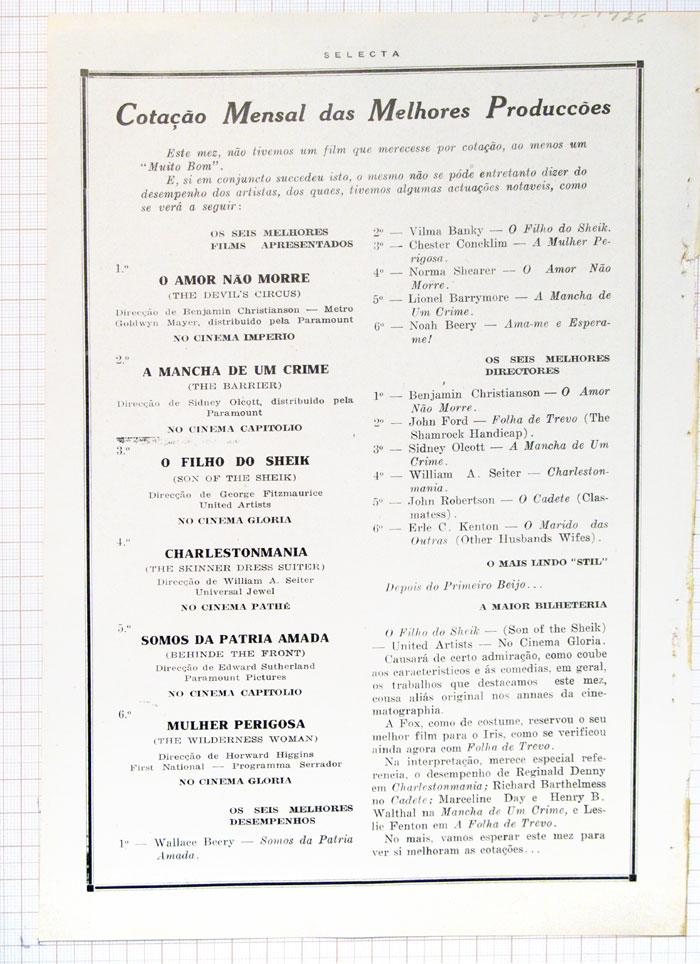 SELECTA
Cotação Mensal das Melhores Producções
Este mez, não tivemos um film que merecesse por cotação, ao menos um
"Muito Bom".
E, si em conjuncto succedeu isto, o mesmo não se póde entretanto dizer do
desempenho dos artistas, dos quaes, tivemos algumas actuações notaveis, como
se verá a seguir:
OS SEIS MELHORES
FILMS APRESENTADOS
1.º
O AMOR NÃO MORRE
(THE DEVIL'S CIRCUS)
Direcção de Benjamin Christianson — Metro
Goldwyn Mayer, distribuido pela Paramount
NO CINEMA IMPERIO
2.º
A MANCHA DE UM CRIME
(THE BARRIER)
Direcção de Sidney Olcott, distribuido pela
Paramount
NO CINEMA CAPITOLIO
3.º
O FILHO DO SHEIK
(SON OF THE SHEIK)
Direcção de George Fitzmaurice
United Artists
NO CINEMA GLORIA
4.º
CHARLESTONMANIA
(THE SKINNER DRESS SUITER)
Direcção de William A. Seiter
Universal Jewel
NO CINEMA PATHÉ
5.º
SOMOS DA PATRIA AMADA
(BEHINDE THE FRONT)
Direcção de Edward Sutherland
Paramount Pictures
NO CINEMA CAPITOLIO
6.º
MULHER PERIGOSA
(THE WILDERNESS WOMAN)
Direcção de Horward Higgins
First National — Programma Serrador
NO CINEMA GLORIA
OS SEIS MELHORES
DESEMPENHOS
1º — Wallace Beery — Somos da Patria
Amada.
2º — Vilma Banky — O Filho do Sheik.
3º — Chester Concklim — A Mulher Pe-
rigosa.
4º — Norma Shearer — O Amor Não
Morre.
5º — Lionel Barrymore — A Mancha de
Um Crime.
6º — Noah Beery — Ama-me e Espera-
me!
OS SEIS MELHORES
DIRECTORES
1º — Benjamin Christianson — O Amor
Não Morre.
2º — John Ford — Folha de Trevo (The
Shamrock Handicap).
3º — Sidney Olcott — A Mancha de Um
Crime.
4º — William A. Seiter — Charleston-
mania.
5º — John Robertson — O Cadete (Clas-
matess).
6º — Erle C. Kenton — O Marido das
Outras (Other Husbands Wifes).
O MAIS LINDO "STIL"
Depois do Primeiro Beijo...
A MAIOR BILHETERIA
O Filho do Sheik — (Son of the Sheik)
— United Artists — No Cinema Gloria.
Causará de certo admiração, como coube
aos caracteristicos e ás comedias, em geral,
os trabalhos que destacamos este mez,
cousa aliás original nos annaes da cine-
matographia.
A Fox, como de costume, reservou o seu
melhor film para o Iris, como se verificou
ainda agora com Folha de Trevo.
Na interpretação, merece especial refe-
rencia, o desempenho de Reginald Denny
em Charlestonmania; Richard Barthelmess
no Cadete; Marceline Day e Henry B.
Walthal na Mancha de Um Crime, e Les-
lie Fenton em A Folha de Trevo.
No mais, vamos esperar este mez para
ver si melhoram as cotações...